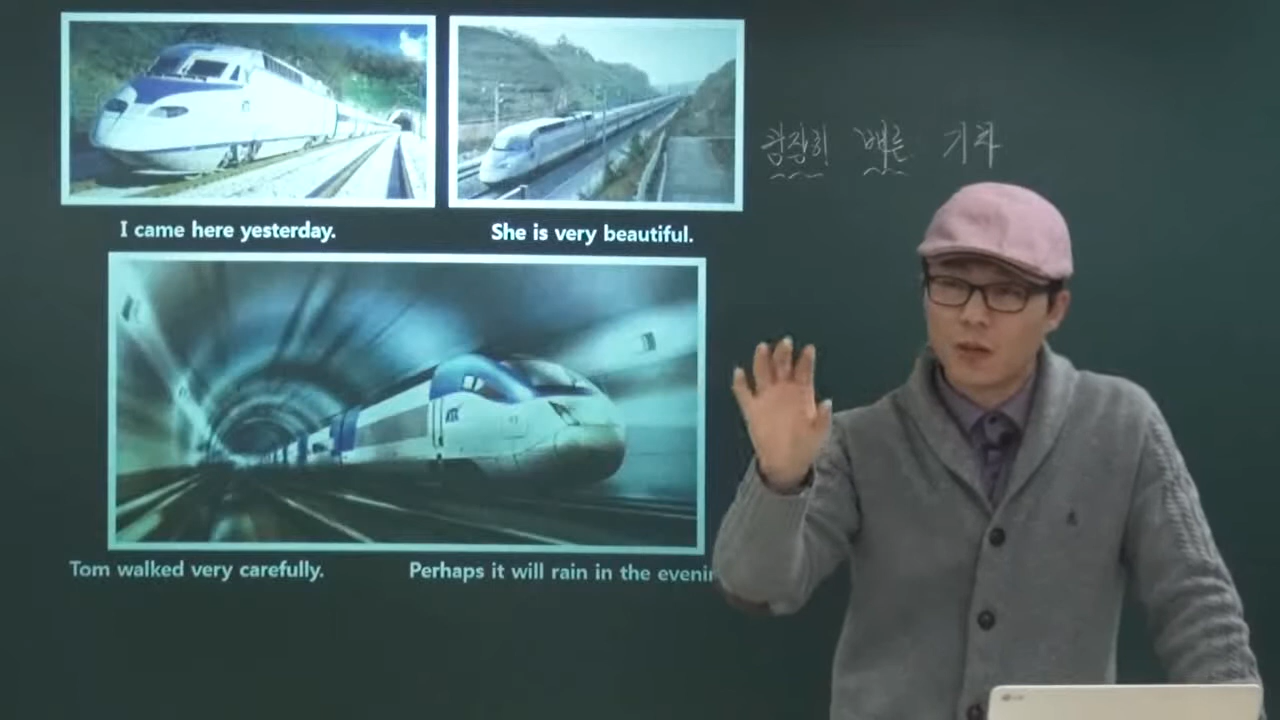 굉장히 빠른 기차
I came here yesterday.
She is very beautiful.
Tom walked very carefully.
Perhaps it will rain in the
LG